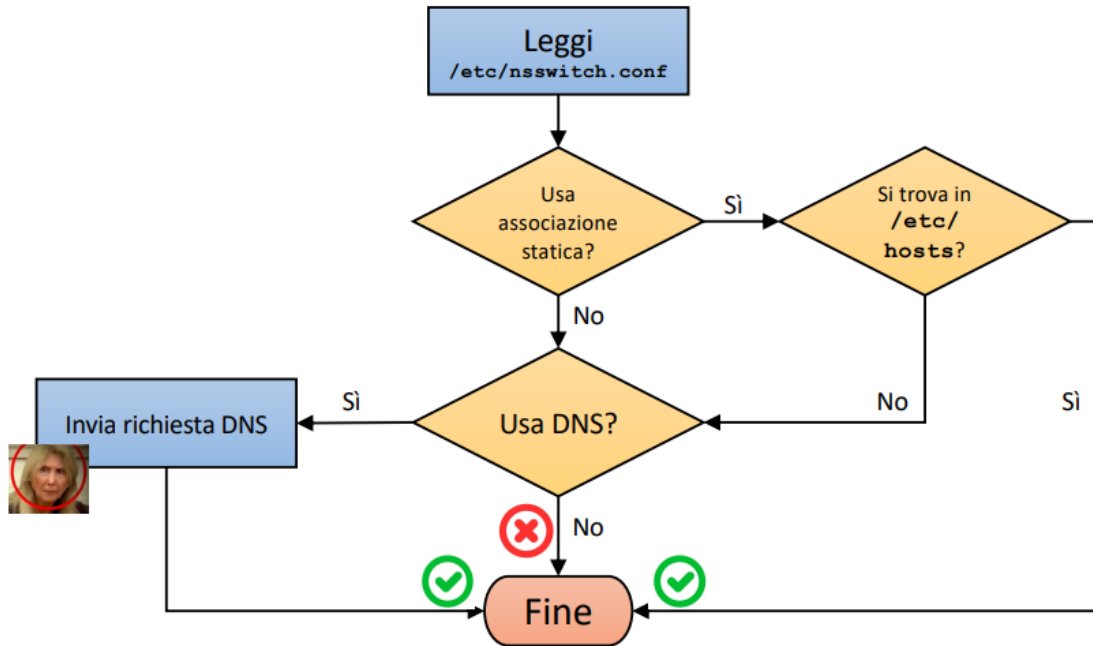 Leggi
/etc/nsswitch.conf
Usa
associazione
statica?
Sì
Si trova in
/etc/
hosts?
No
Invia richiesta DNS
Sì
Usa DNS?
No
Sì
No
Fine